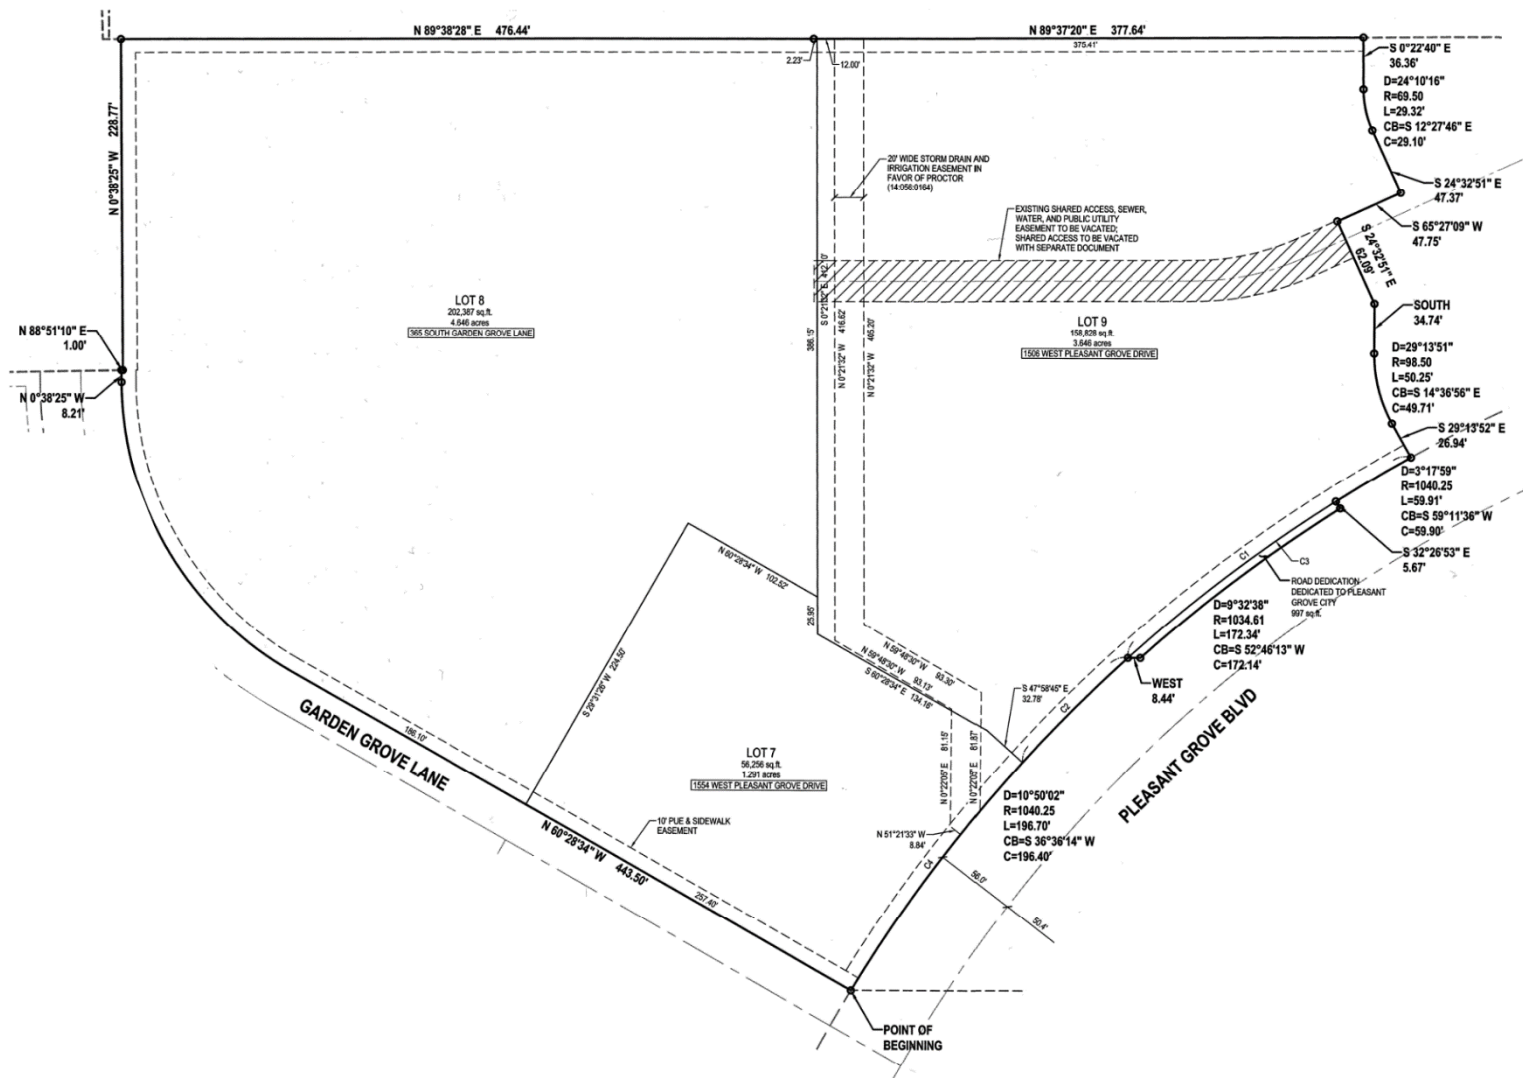 N 89°38'28" E 476.44'
N 89°37'20" E 377.64'
375.41'
2.23'
12.00'
S 0°22'40" E
36.36'
D=24°10'16"
R=69.50
L=29.32'
CB=S 12°27'46" E
C=29.10'
S 24°32'51" E
47.37'
S 65°27'09" W
47.75'
S 24°32'51" E
62.09'
SOUTH
34.74'
D=29°13'51"
R=98.50
L=50.25'
CB=S 14°36'56" E
C=49.71'
S 29°13'52" E
26.94'
D=3°17'59"
R=1040.25
L=59.91'
CB=S 59°11'36" W
C=59.90'
S 32°26'53" E
5.67'
N 0°38'25" W 228.77'
20' WIDE STORM DRAIN AND
IRRIGATION EASEMENT IN
FAVOR OF PROCTOR
(14:056:0164)
EXISTING SHARED ACCESS, SEWER,
WATER, AND PUBLIC UTILITY
EASEMENT TO BE VACATED;
SHARED ACCESS TO BE VACATED
WITH SEPARATE DOCUMENT
LOT 8
202,387 sq.ft.
4.646 acres
365 SOUTH GARDEN GROVE LANE
LOT 9
158,828 sq.ft.
3.646 acres
1506 WEST PLEASANT GROVE DRIVE
S 0°21'32" E 412.10'
386.15'
N 0°21'32" W 416.62'
N 0°21'32" W 405.20'
N 88°51'10" E
1.00'
N 0°38'25" W
8.21'
N 60°28'34" W 102.52'
25.95'
S 29°31'26" W 224.50'
N 59°48'30" W 93.30'
N 59°48'30" W 93.13'
S 60°28'34" E 134.16'
S 47°58'45" E
32.78'
C1
C3
ROAD DEDICATION
DEDICATED TO PLEASANT
GROVE CITY
997 sq.ft.
D=9°32'38"
R=1034.61
L=172.34'
CB=S 52°46'13" W
C=172.14'
WEST
8.44'
C3
LOT 7
56,256 sq.ft.
1.291 acres
1554 WEST PLEASANT GROVE DRIVE
N 0°22'05" E 81.15'
N 0°22'05" E 81.87'
N 51°21'33" W
8.84'
C4
D=10°50'02"
R=1040.25
L=196.70'
CB=S 36°36'14" W
C=196.40'
56.0'
50.4'
PLEASANT GROVE BLVD
GARDEN GROVE LANE
186.10'
10' PUE & SIDEWALK
EASEMENT
N 60°28'34" W 443.50'
257.40'
POINT OF
BEGINNING